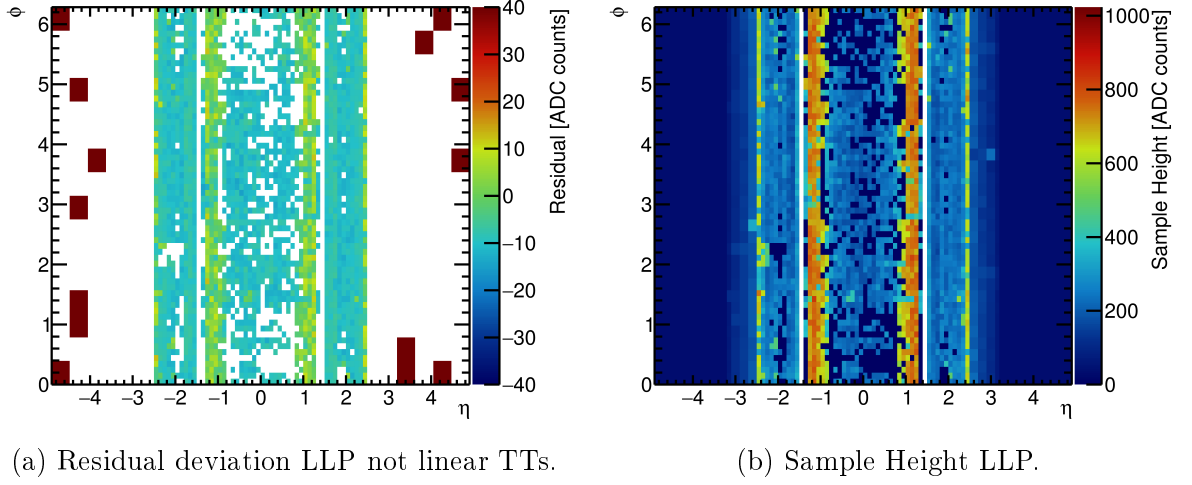 φ
6
5
4
3
2
1
0
−4 −3 −2 −1 0 1 2 3 4
η
40
30
20
10
0
−10
−20
−30
−40
Residual [ADC counts]
φ
6
5
4
3
2
1
0
−4 −3 −2 −1 0 1 2 3 4
η
1000
800
600
400
200
0
Sample Height [ADC counts]
(a) Residual deviation LLP not linear TTs.
(b) Sample Height LLP.